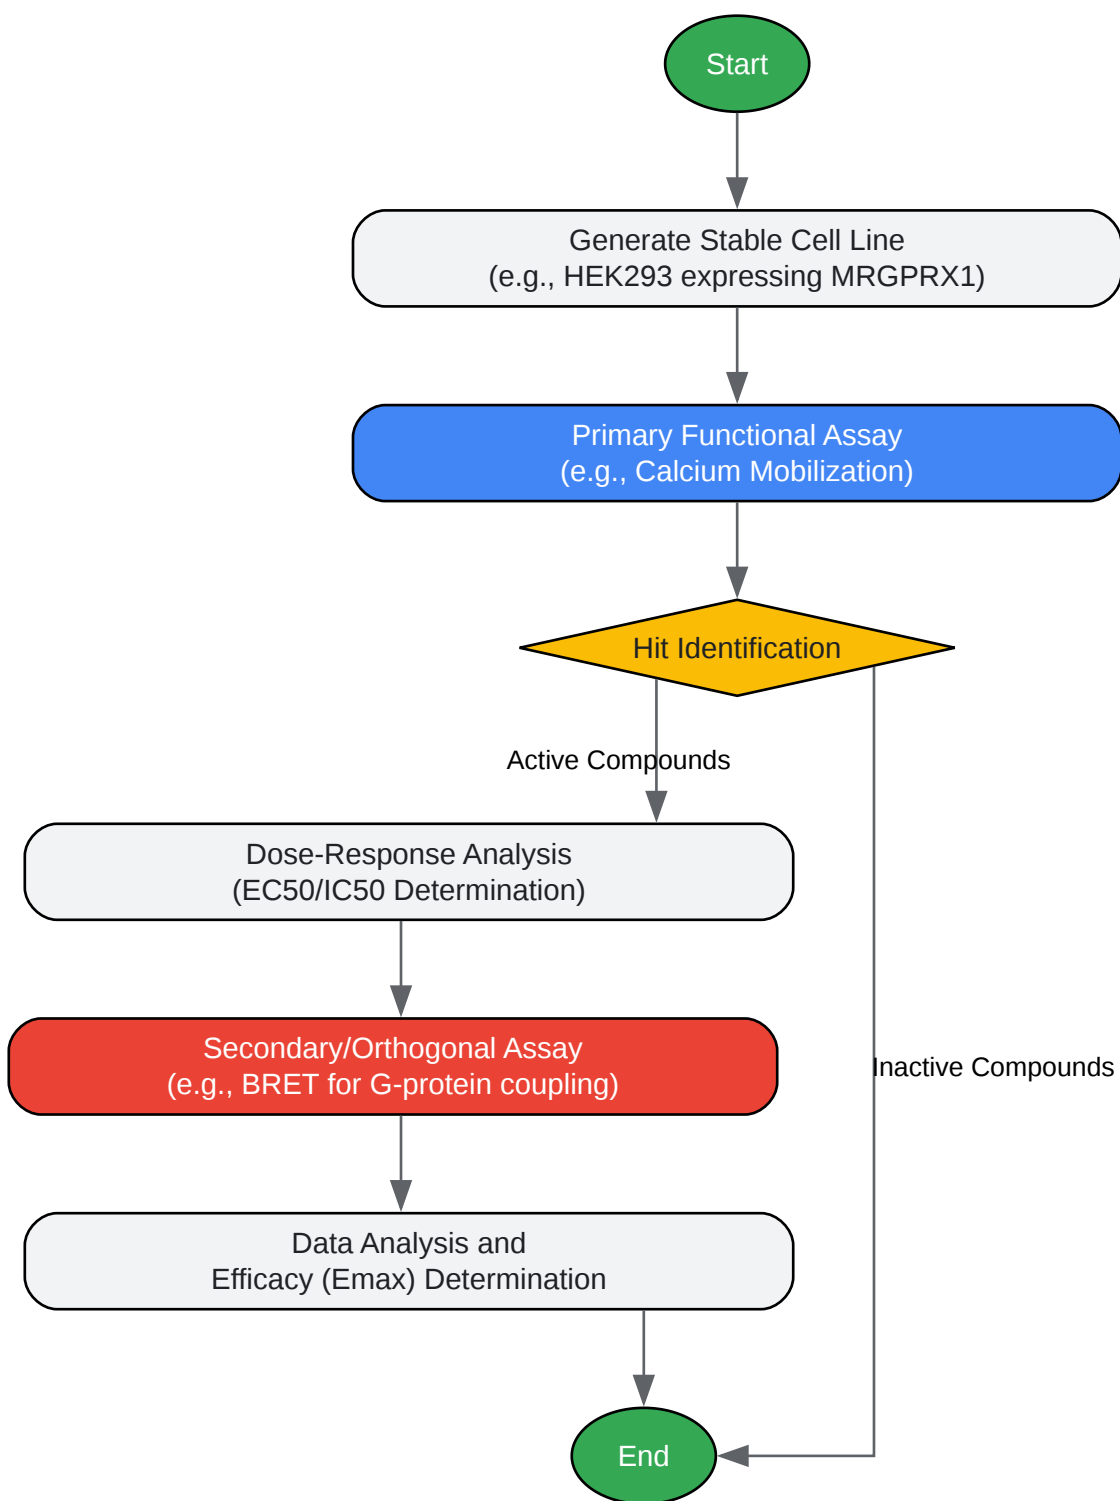 Start
Generate Stable Cell Line
(e.g., HEK293 expressing MRGPRX1)
Primary Functional Assay
(e.g., Calcium Mobilization)
Hit Identification
Active Compounds
Dose-Response Analysis
(EC50/IC50 Determination)
Secondary/Orthogonal Assay
(e.g., BRET for G-protein coupling)
Inactive Compounds
Data Analysis and
Efficacy (Emax) Determination
End